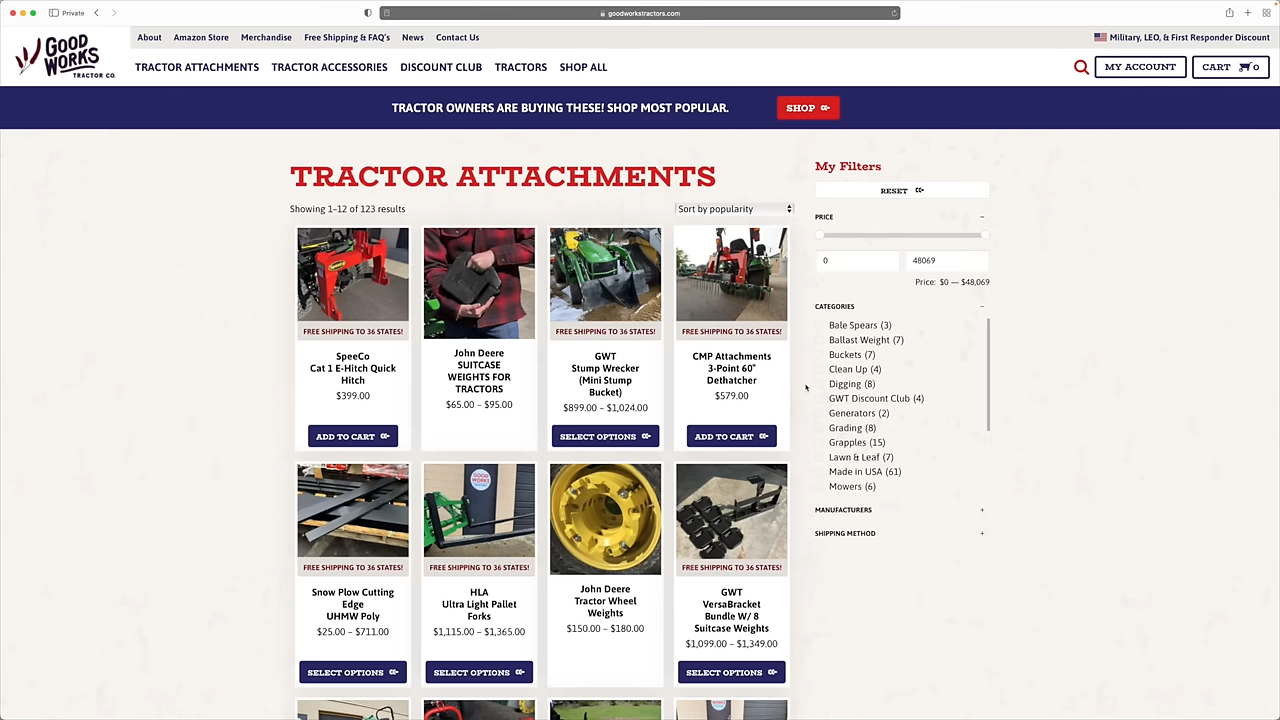 Private
goodworkstractors.com
GOOD
WORKS
TRACTOR CO.
About Amazon Store Merchandise Free Shipping & FAQ's News Contact Us
Military, LEO, & First Responder Discount
TRACTOR ATTACHMENTS TRACTOR ACCESSORIES DISCOUNT CLUB TRACTORS SHOP ALL
MY ACCOUNT
CART 0
TRACTOR OWNERS ARE BUYING THESE! SHOP MOST POPULAR.
SHOP
TRACTOR ATTACHMENTS
Showing 1–12 of 123 results
Sort by popularity
FREE SHIPPING TO 36 STATES!
SpeeCo
Cat 1 E-Hitch Quick
Hitch
$399.00
ADD TO CART
John Deere
SUITCASE
WEIGHTS FOR
TRACTORS
$65.00 – $95.00
FREE SHIPPING TO 36 STATES!
GWT
Stump Wrecker
(Mini Stump
Bucket)
$899.00 – $1,024.00
SELECT OPTIONS
FREE SHIPPING TO 36 STATES!
CMP Attachments
3-Point 60"
Dethatcher
$579.00
ADD TO CART
FREE SHIPPING TO 36 STATES!
Snow Plow Cutting
Edge
UHMW Poly
$25.00 – $711.00
SELECT OPTIONS
GOOD
WORKS
FREE SHIPPING TO 36 STATES!
HLA
Ultra Light Pallet
Forks
$1,115.00 – $1,365.00
SELECT OPTIONS
John Deere
Tractor Wheel
Weights
$150.00 – $180.00
FREE SHIPPING TO 36 STATES!
GWT
VersaBracket
Bundle W/ 8
Suitcase Weights
$1,099.00 – $1,349.00
SELECT OPTIONS
My Filters
RESET
PRICE −
0
48069
Price: $0 — $48,069
CATEGORIES −
Bale Spears (3)
Ballast Weight (7)
Buckets (7)
Clean Up (4)
Digging (8)
GWT Discount Club (4)
Generators (2)
Grading (8)
Grapples (15)
Lawn & Leaf (7)
Made in USA (61)
Mowers (6)
MANUFACTURERS +
SHIPPING METHOD +